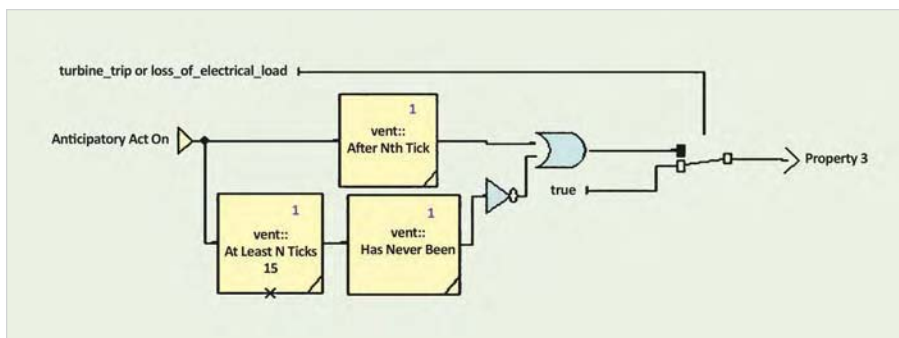 turbine_trip or loss_of_electrical_load
1
vent::
After Nth Tick
Anticipatory Act On
Property 3
true
1
vent::
At Least N Ticks
15
1
vent::
Has Never Been